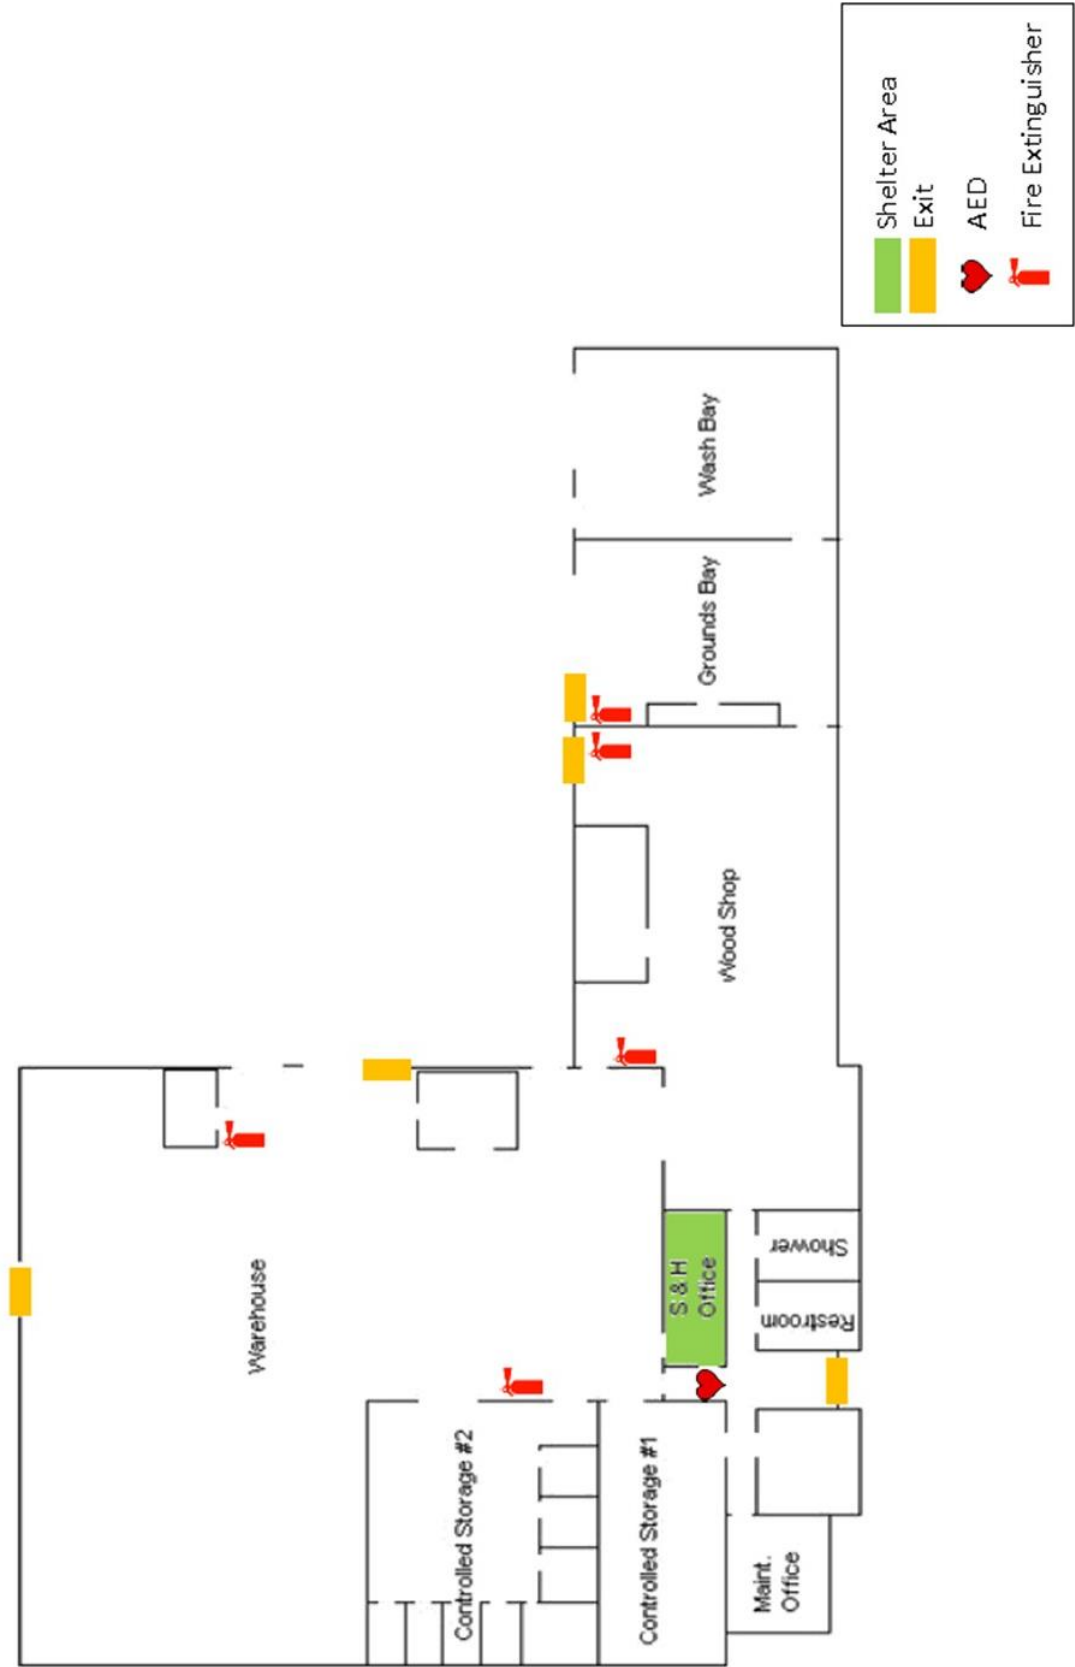 Warehouse
Controlled Storage #2
Controlled Storage #1
Maint.
Office
S & H
Office
Restroom
Shower
Wood Shop
Grounds Bay
Wash Bay
Shelter Area
Exit
AED
Fire Extinguisher